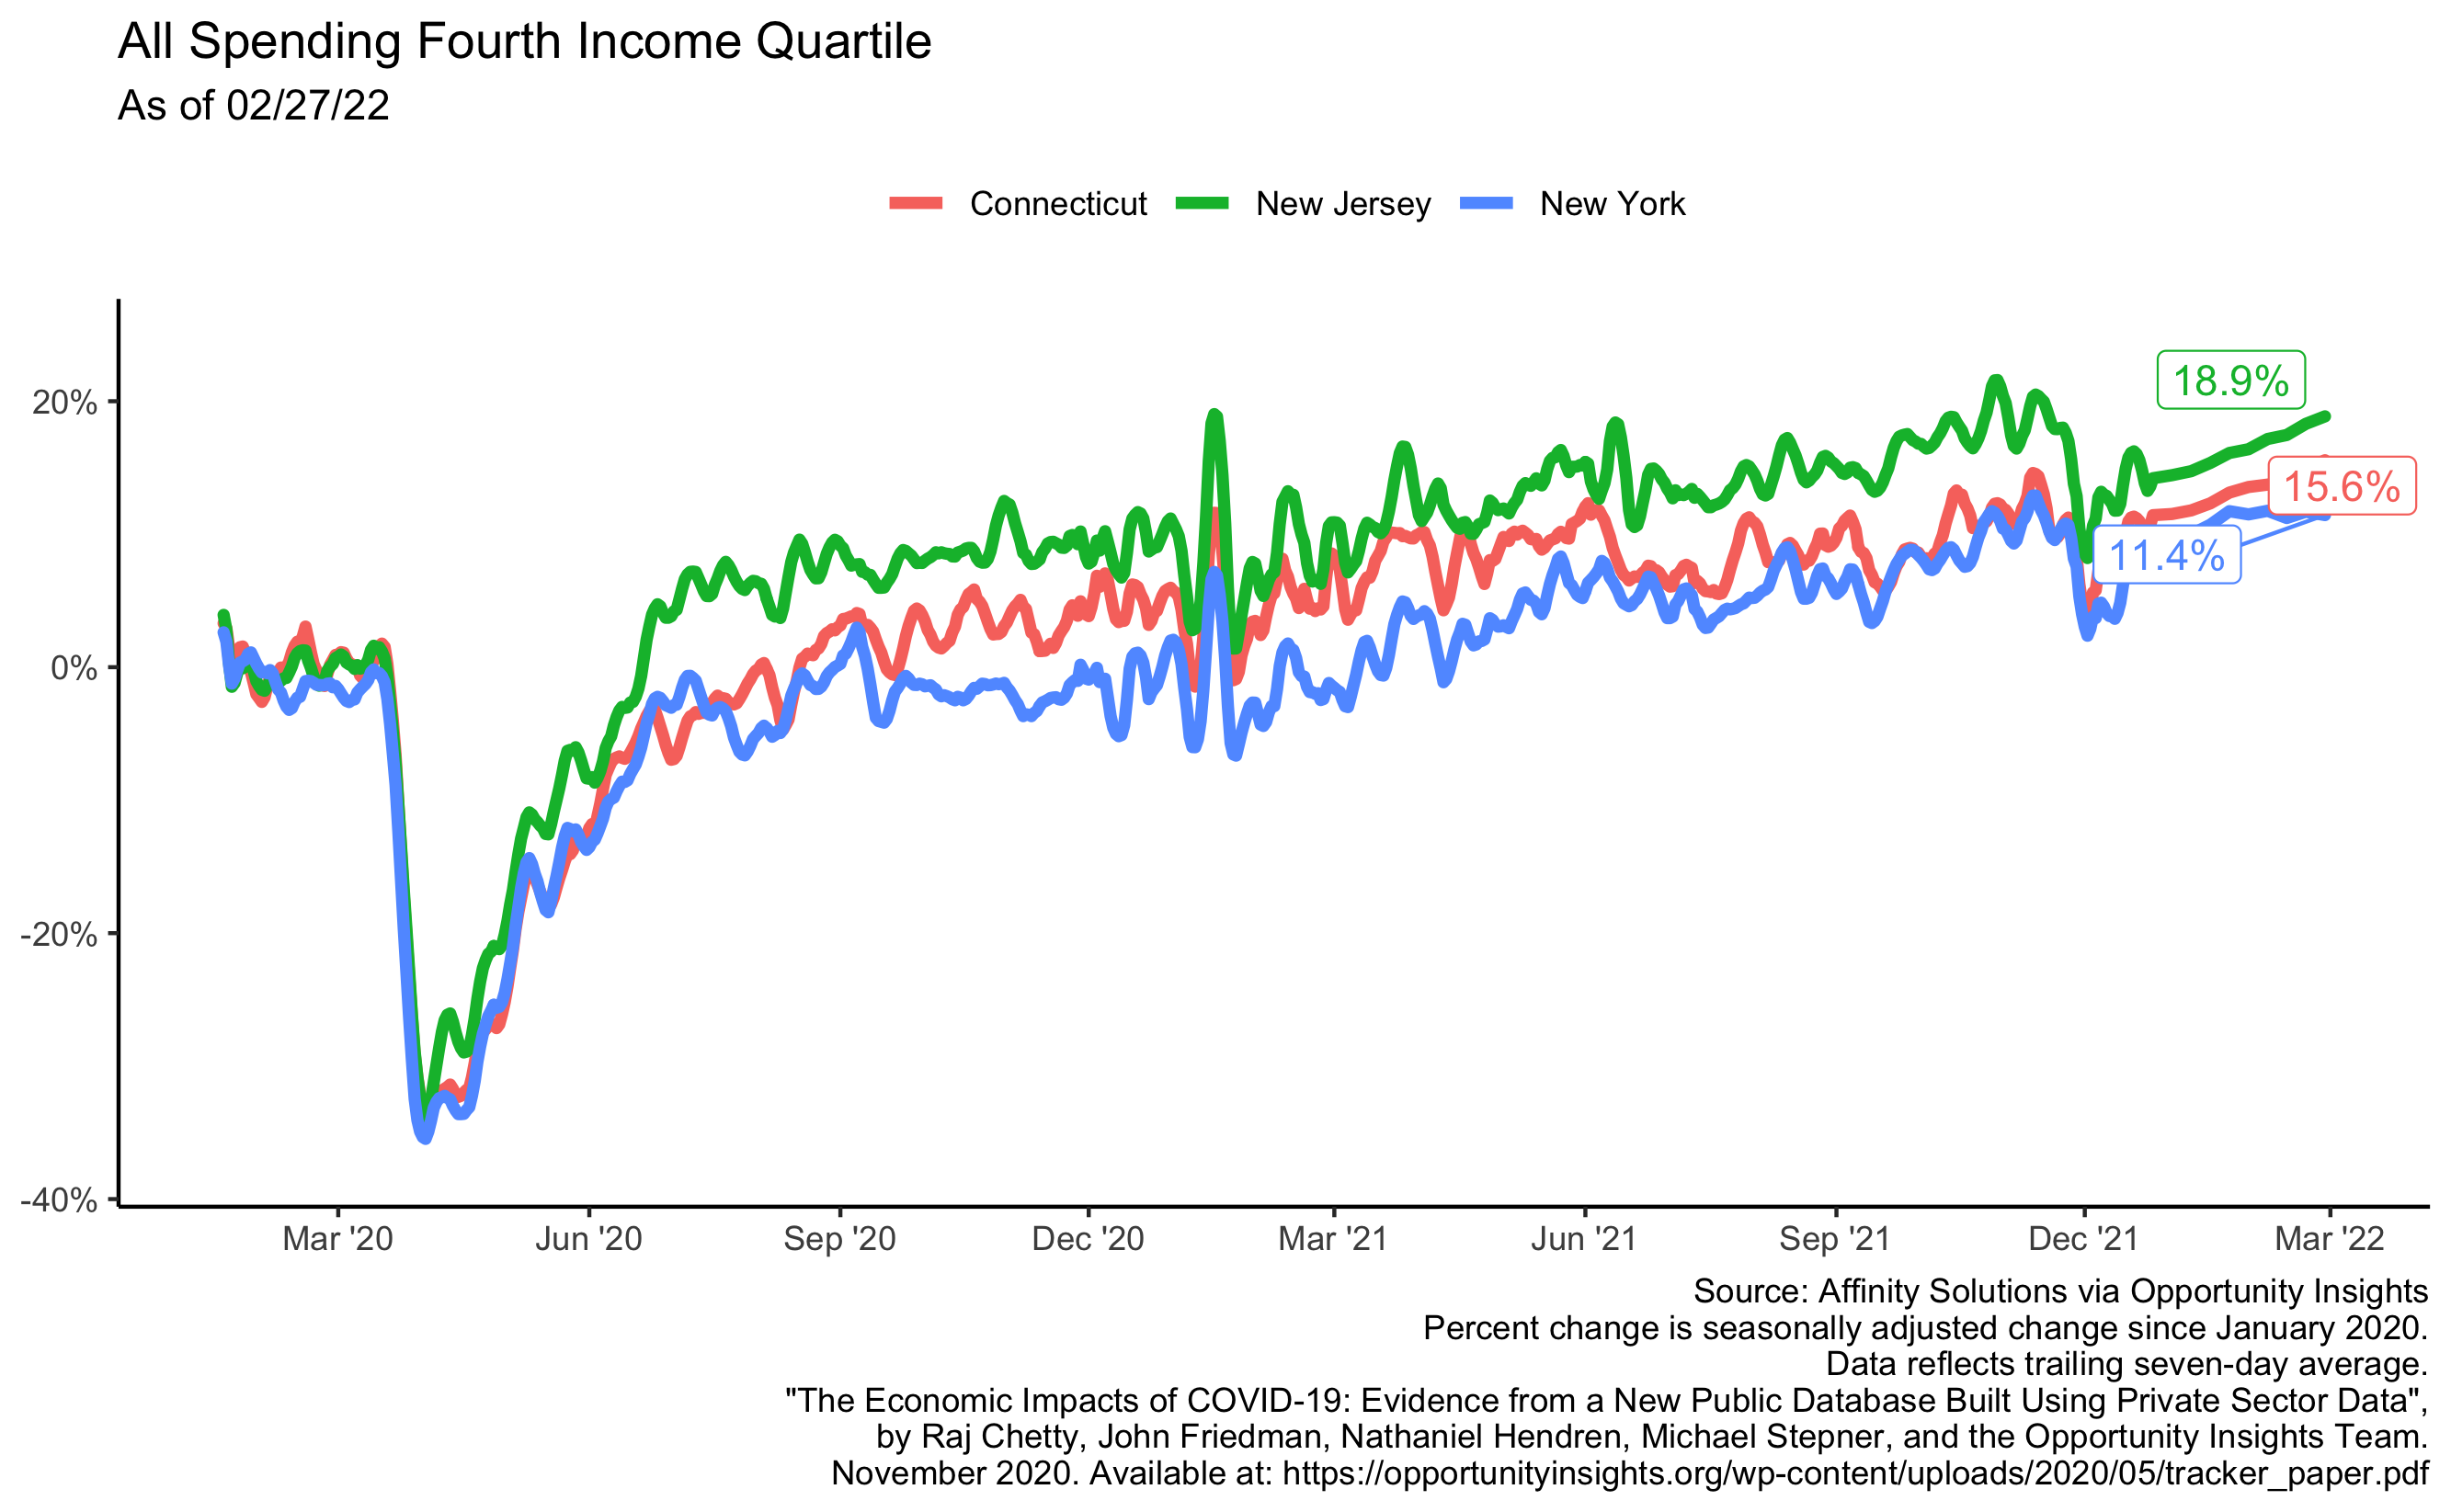 All Spending Fourth Income Quartile
As of 02/27/22
Connecticut New Jersey New York
20%
0%
-20%
-40%
18.9%
15.6%
11.4%
Mar '20 Jun '20 Sep '20 Dec '20 Mar '21 Jun '21 Sep '21 Dec '21 Mar '22
Source: Affinity Solutions via Opportunity Insights
Percent change is seasonally adjusted change since January 2020.
Data reflects trailing seven-day average.
"The Economic Impacts of COVID-19: Evidence from a New Public Database Built Using Private Sector Data",
by Raj Chetty, John Friedman, Nathaniel Hendren, Michael Stepner, and the Opportunity Insights Team.
November 2020. Available at: https://opportunityinsights.org/wp-content/uploads/2020/05/tracker_paper.pdf